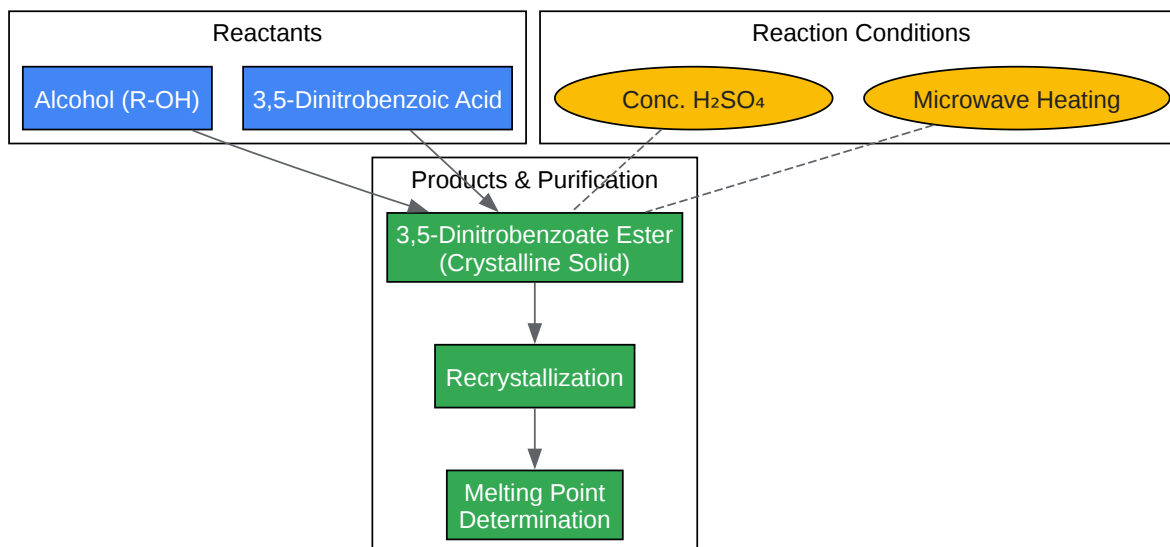 Reactants
Reaction Conditions
Alcohol (R-OH)
3,5-Dinitrobenzoic Acid
Conc. H₂SO₄
Microwave Heating
Products & Purification
3,5-Dinitrobenzoate Ester
(Crystalline Solid)
Recrystallization
Melting Point
Determination